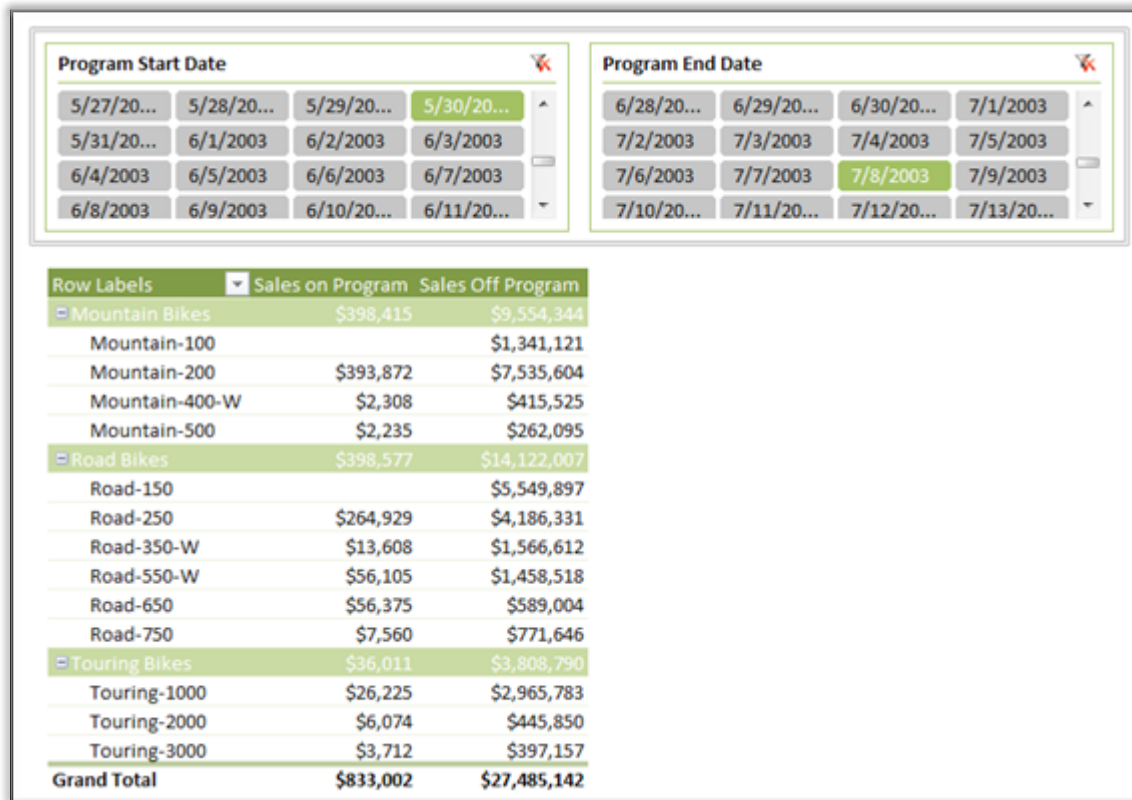 Program Start Date
5/27/20... 5/28/20... 5/29/20... 5/30/20...
5/31/20... 6/1/2003 6/2/2003 6/3/2003
6/4/2003 6/5/2003 6/6/2003 6/7/2003
6/8/2003 6/9/2003 6/10/20... 6/11/20...
Program End Date
6/28/20... 6/29/20... 6/30/20... 7/1/2003
7/2/2003 7/3/2003 7/4/2003 7/5/2003
7/6/2003 7/7/2003 7/8/2003 7/9/2003
7/10/20... 7/11/20... 7/12/20... 7/13/20...
Row Labels Sales on Program Sales Off Program
Mountain Bikes $398,415 $9,554,344
Mountain-100 $1,341,121
Mountain-200 $393,872 $7,535,604
Mountain-400-W $2,308 $415,525
Mountain-500 $2,235 $262,095
Road Bikes $398,577 $14,122,007
Road-150 $5,549,897
Road-250 $264,929 $4,186,331
Road-350-W $13,608 $1,566,612
Road-550-W $56,105 $1,458,518
Road-650 $56,375 $589,004
Road-750 $7,560 $771,646
Touring Bikes $36,011 $3,808,790
Touring-1000 $26,225 $2,965,783
Touring-2000 $6,074 $445,850
Touring-3000 $3,712 $397,157
Grand Total $833,002 $27,485,142